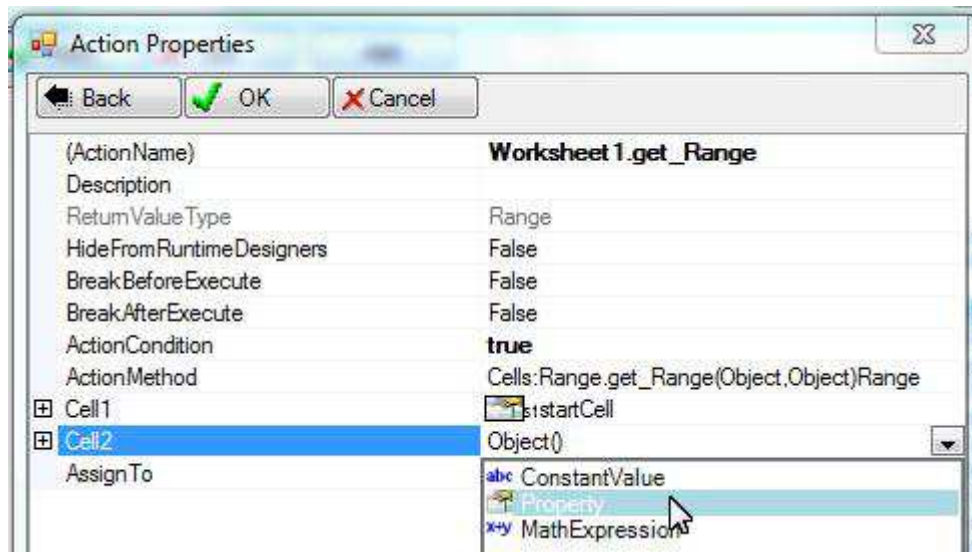 Action Properties
Back OK Cancel
(ActionName) Worksheet1.get_Range
Description
ReturnValueType Range
HideFromRuntimeDesigners False
BreakBeforeExecute False
BreakAfterExecute False
ActionCondition true
ActionMethod Cells:Range.get_Range(Object,Object)Range
Cell1 startCell
Cell2 Object()
AssignTo abc ConstantValue
Property
x+y MathExpression